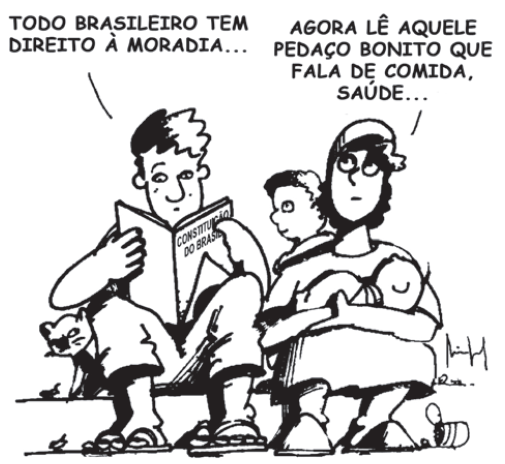 TODO BRASILEIRO TEM
DIREITO À MORADIA...
AGORA LÊ AQUELE
PEDAÇO BONITO QUE
FALA DE COMIDA,
SAÚDE...
CONSTITUIÇÃO
DO BRASIL